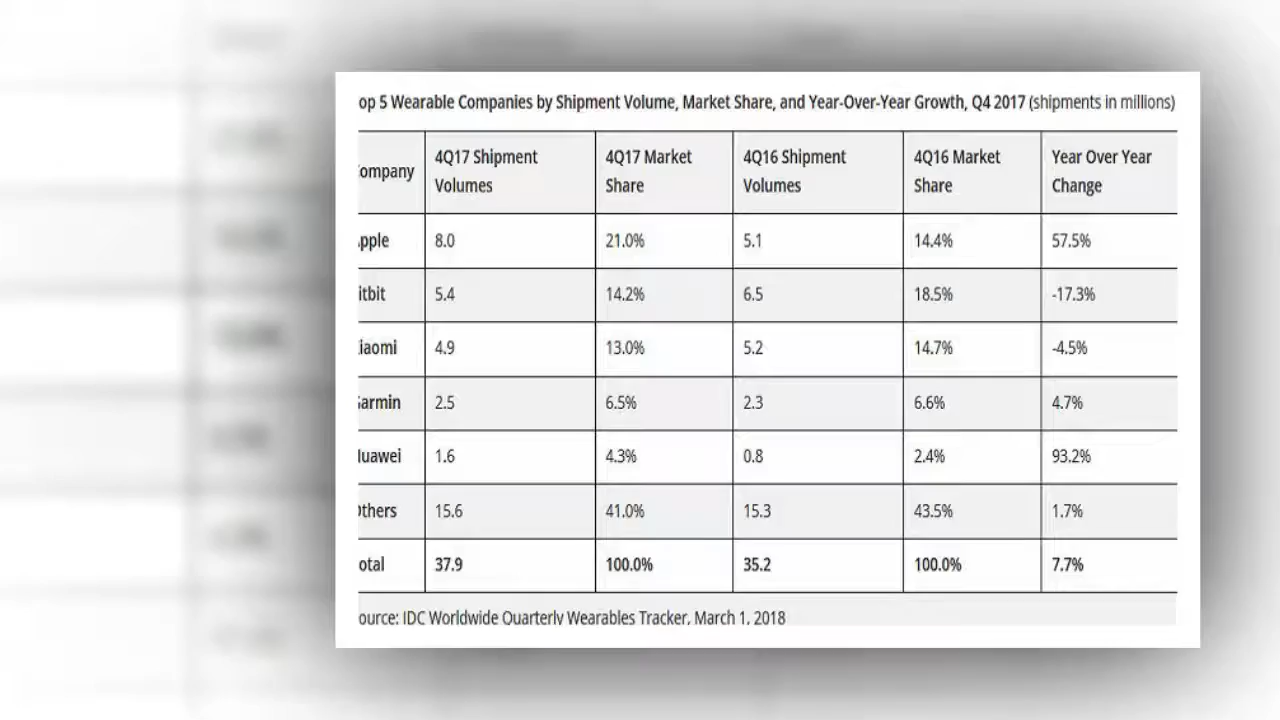 op 5 Wearable Companies by Shipment Volume, Market Share, and Year-Over-Year Growth, Q4 2017 (shipments in millions)
ompany 4Q17 Shipment Volumes 4Q17 Market Share 4Q16 Shipment Volumes 4Q16 Market Share Year Over Year Change
pple 8.0 21.0% 5.1 14.4% 57.5%
itbit 5.4 14.2% 6.5 18.5% -17.3%
iaomi 4.9 13.0% 5.2 14.7% -4.5%
armin 2.5 6.5% 2.3 6.6% 4.7%
uawei 1.6 4.3% 0.8 2.4% 93.2%
thers 15.6 41.0% 15.3 43.5% 1.7%
otal 37.9 100.0% 35.2 100.0% 7.7%
ource: IDC Worldwide Quarterly Wearables Tracker, March 1, 2018